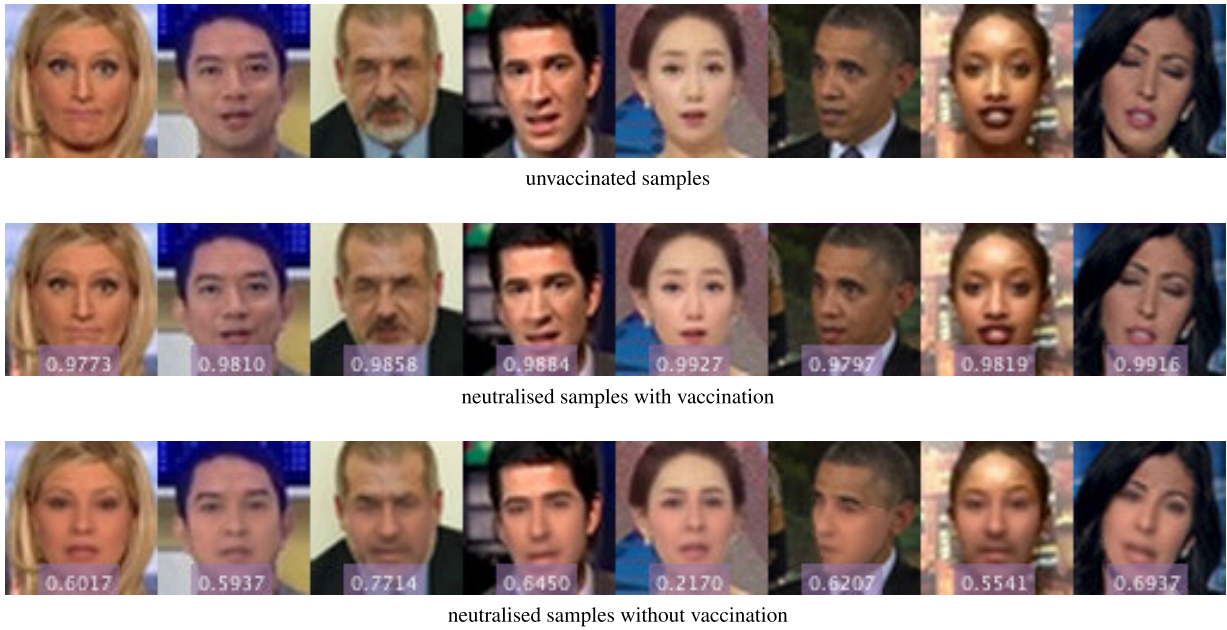 unvaccinated samples
0.9773 0.9810 0.9858 0.9884 0.9927 0.9797 0.9819 0.9916
neutralised samples with vaccination
0.6017 0.5937 0.7714 0.6450 0.2170 0.6207 0.5541 0.6937
neutralised samples without vaccination